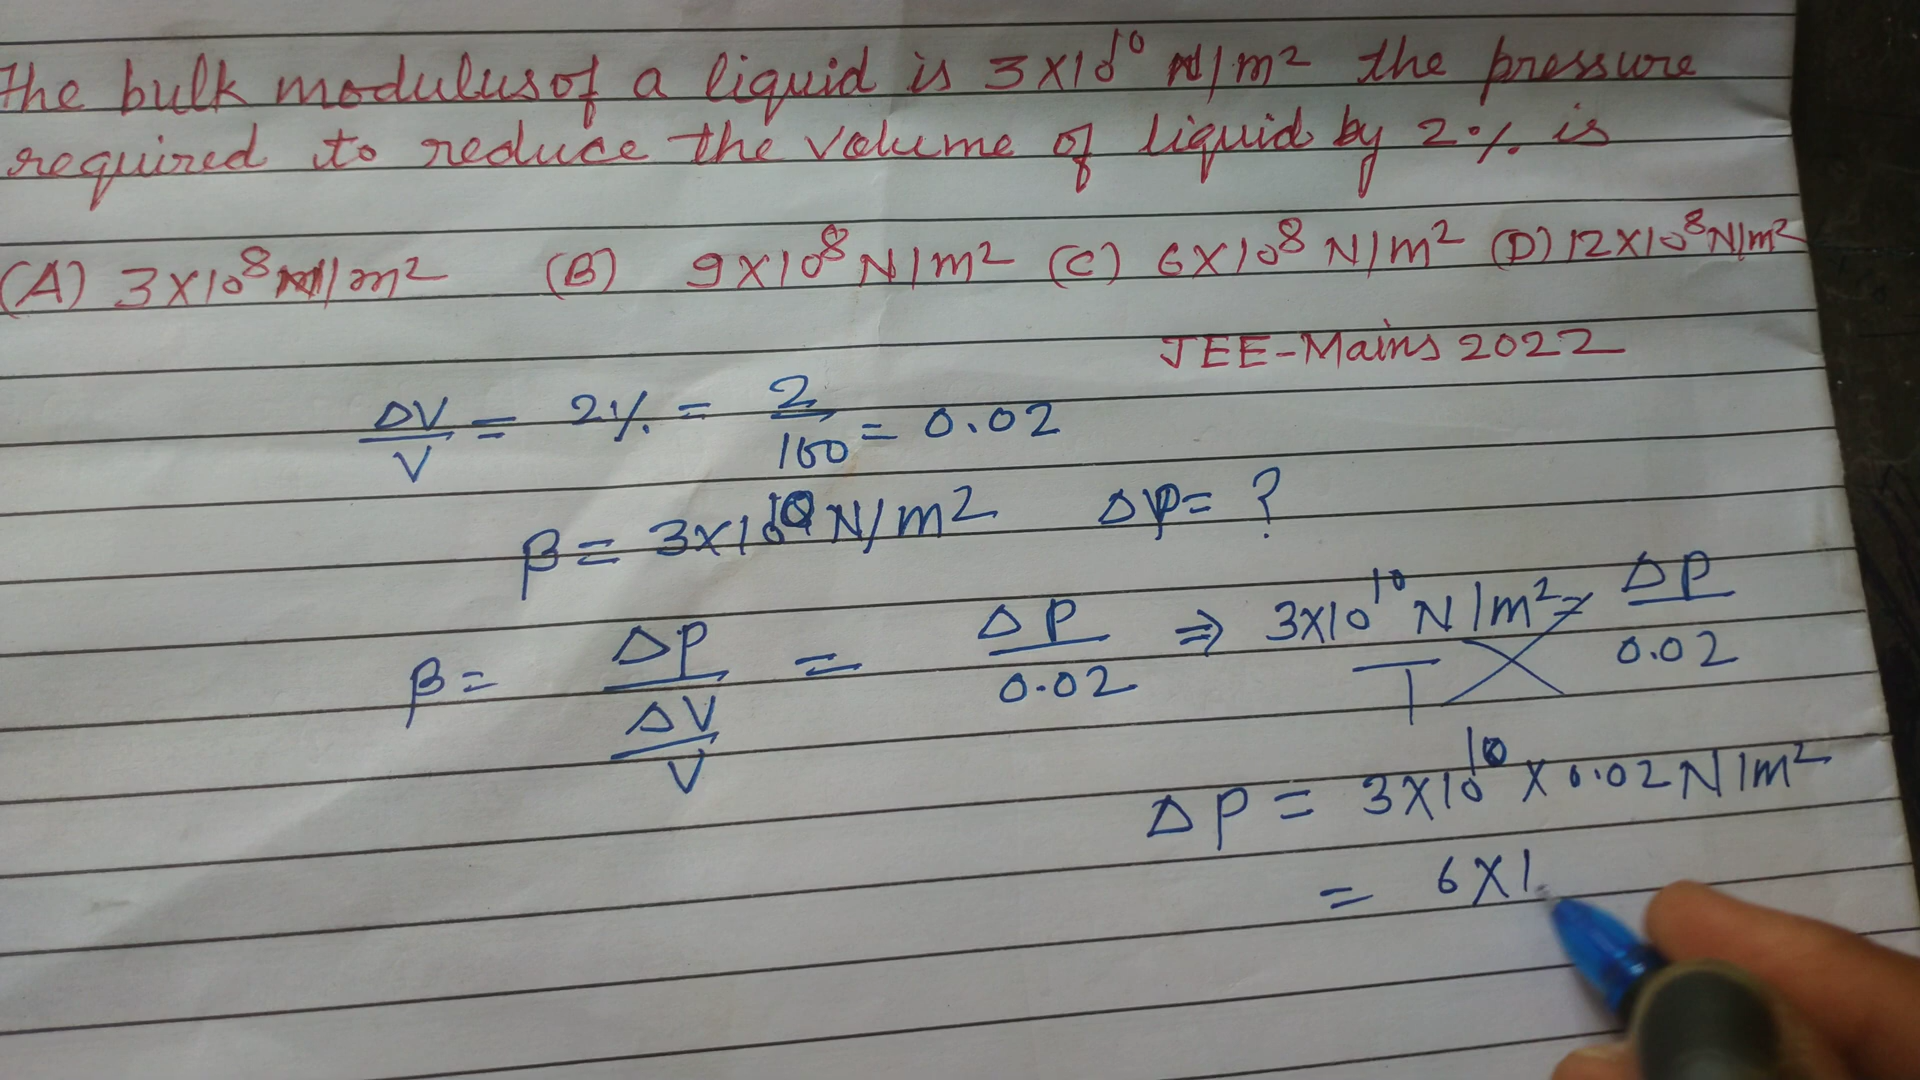 The bulk modulus of a liquid is 3×10¹⁰ N/m² the pressure
required to reduce the volume of liquid by 2% is
(A) 3×10⁸ N/m² (B) 9×10⁸ N/m² (C) 6×10⁸ N/m² (D) 12×10⁸ N/m²
JEE-Mains 2022
ΔV/V = 2% = 2/100 = 0.02
β = 3×10¹⁰ N/m² ΔP = ?
β = ΔP/(ΔV/V) = ΔP/0.02 ⇒ 3×10¹⁰ N/m²/1 = ΔP/0.02
ΔP = 3×10¹⁰ × 0.02 N/m²
= 6×1